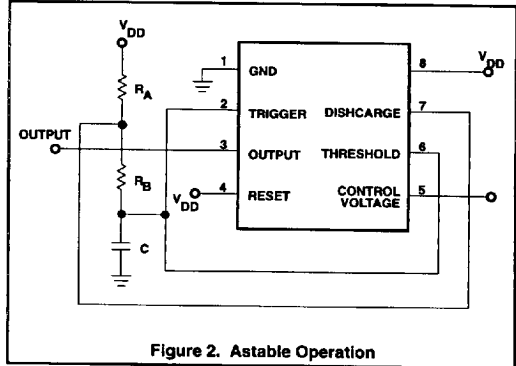 VDD
RA
OUTPUT
RB
VDD
C
1
GND
2
TRIGGER
3
OUTPUT
4
RESET
8
VDD
7
DISHCARGE
6
THRESHOLD
5
CONTROL
VOLTAGE
Figure 2. Astable Operation